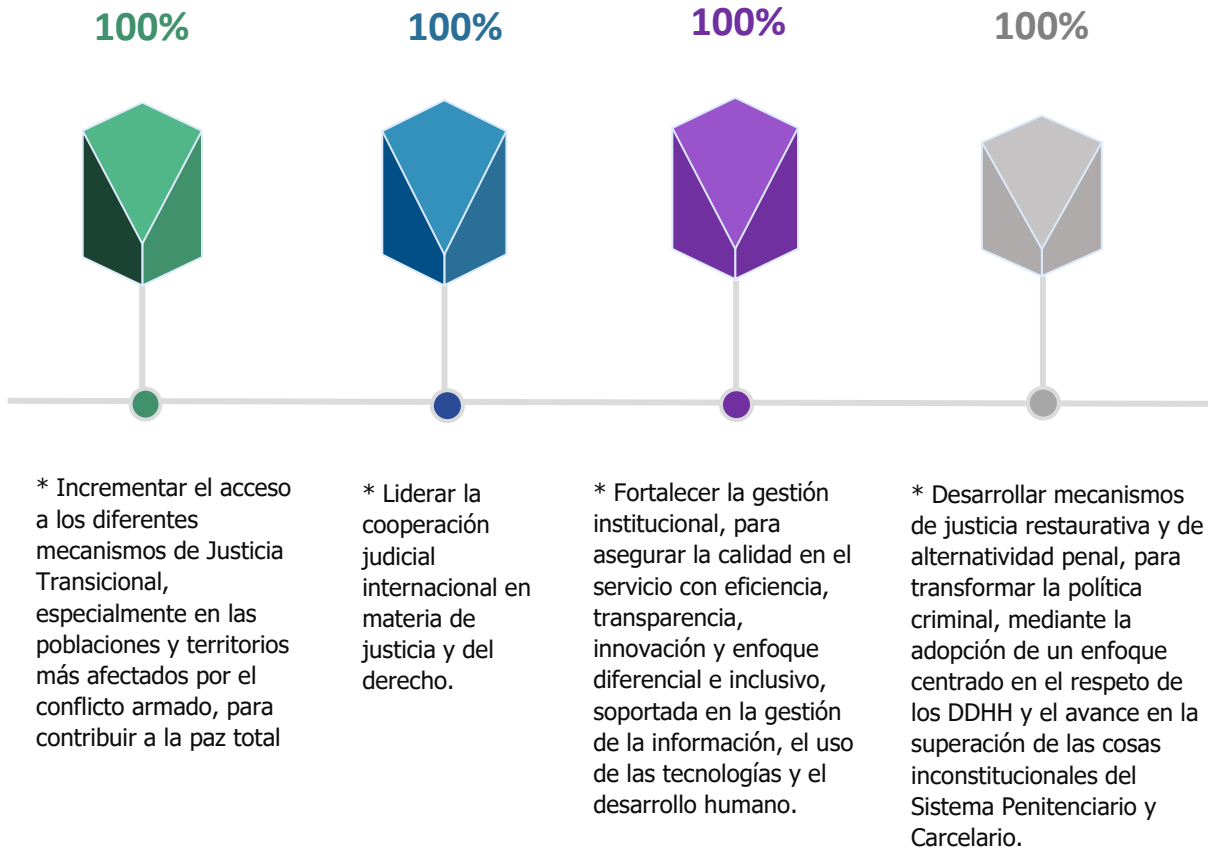 100%
100%
100%
100%
* Incrementar el acceso
a los diferentes
mecanismos de Justicia
Transicional,
especialmente en las
poblaciones y territorios
más afectados por el
conflicto armado, para
contribuir a la paz total
* Liderar la
cooperación
judicial
internacional en
materia de
justicia y del
derecho.
* Fortalecer la gestión
institucional, para
asegurar la calidad en el
servicio con eficiencia,
transparencia,
innovación y enfoque
diferencial e inclusivo,
soportada en la gestión
de la información, el uso
de las tecnologías y el
desarrollo humano.
* Desarrollar mecanismos
de justicia restaurativa y de
alternatividad penal, para
transformar la política
criminal, mediante la
adopción de un enfoque
centrado en el respeto de
los DDHH y el avance en la
superación de las cosas
inconstitucionales del
Sistema Penitenciario y
Carcelario.